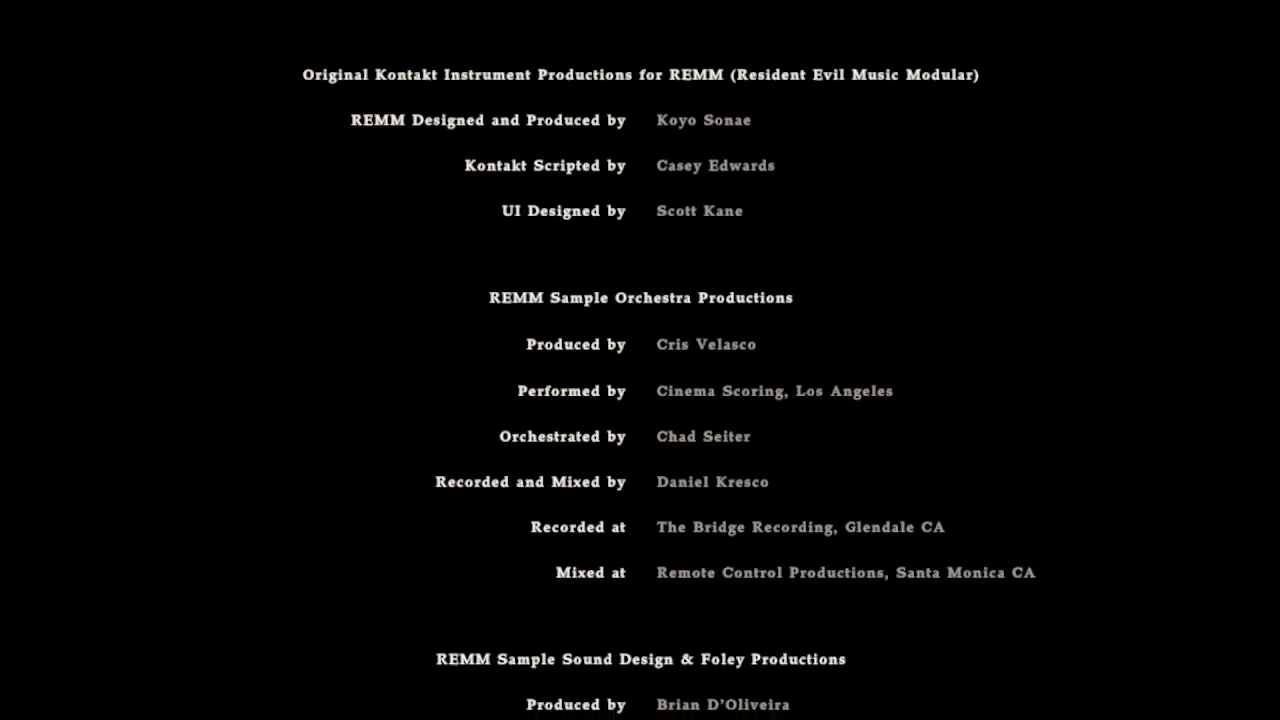 Original Kontakt Instrument Productions for REMM (Resident Evil Music Modular)
REMM Designed and Produced by Koyo Sonae
Kontakt Scripted by Casey Edwards
UI Designed by Scott Kane
REMM Sample Orchestra Productions
Produced by Cris Velasco
Performed by Cinema Scoring, Los Angeles
Orchestrated by Chad Seiter
Recorded and Mixed by Daniel Kresco
Recorded at The Bridge Recording, Glendale CA
Mixed at Remote Control Productions, Santa Monica CA
REMM Sample Sound Design & Foley Productions
Produced by Brian D'Oliveira